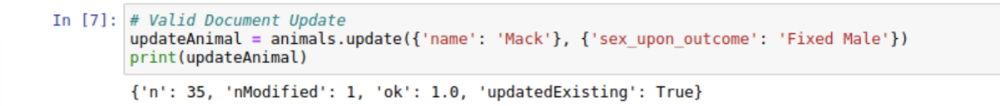 In [7]: # Valid Document Update
updateAnimal = animals.update({'name': 'Mack'}, {'sex_upon_outcome': 'Fixed Male'})
print(updateAnimal)
{'n': 35, 'nModified': 1, 'ok': 1.0, 'updatedExisting': True}